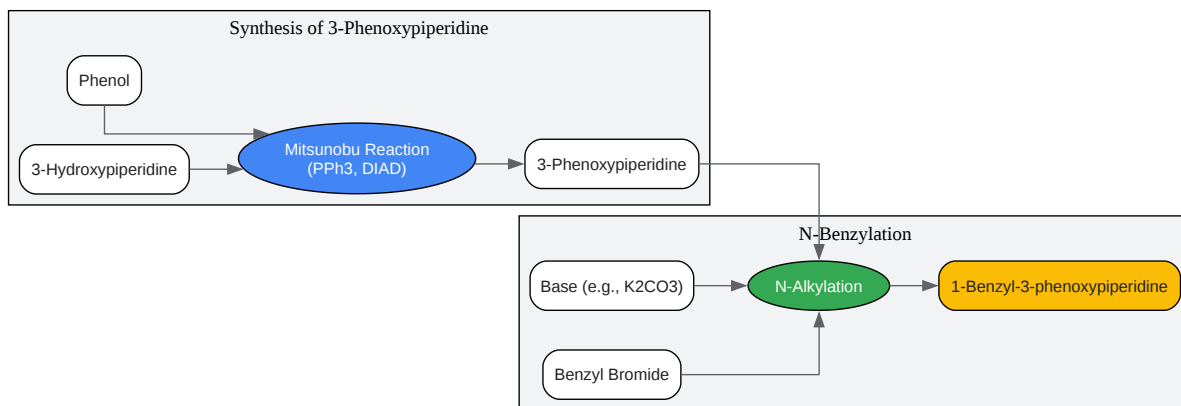 Synthesis of 3-Phenoxypiperidine
Phenol
3-Hydroxypiperidine
Mitsunobu Reaction
(PPh3, DIAD)
3-Phenoxypiperidine
N-Benzylation
Base (e.g., K2CO3)
N-Alkylation
1-Benzyl-3-phenoxypiperidine
Benzyl Bromide